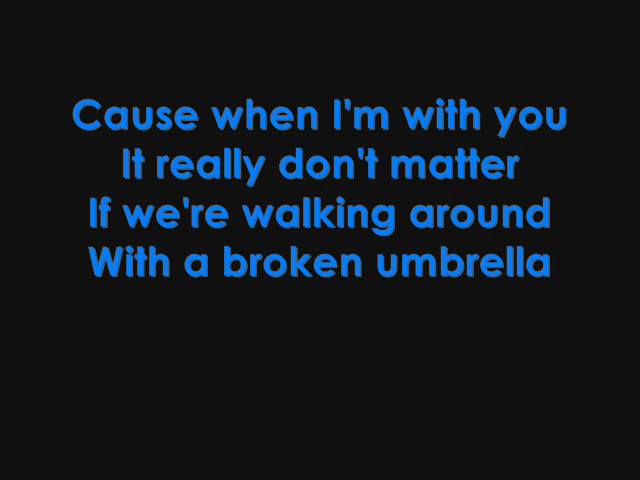 Cause when I'm with you
It really don't matter
If we're walking around
With a broken umbrella